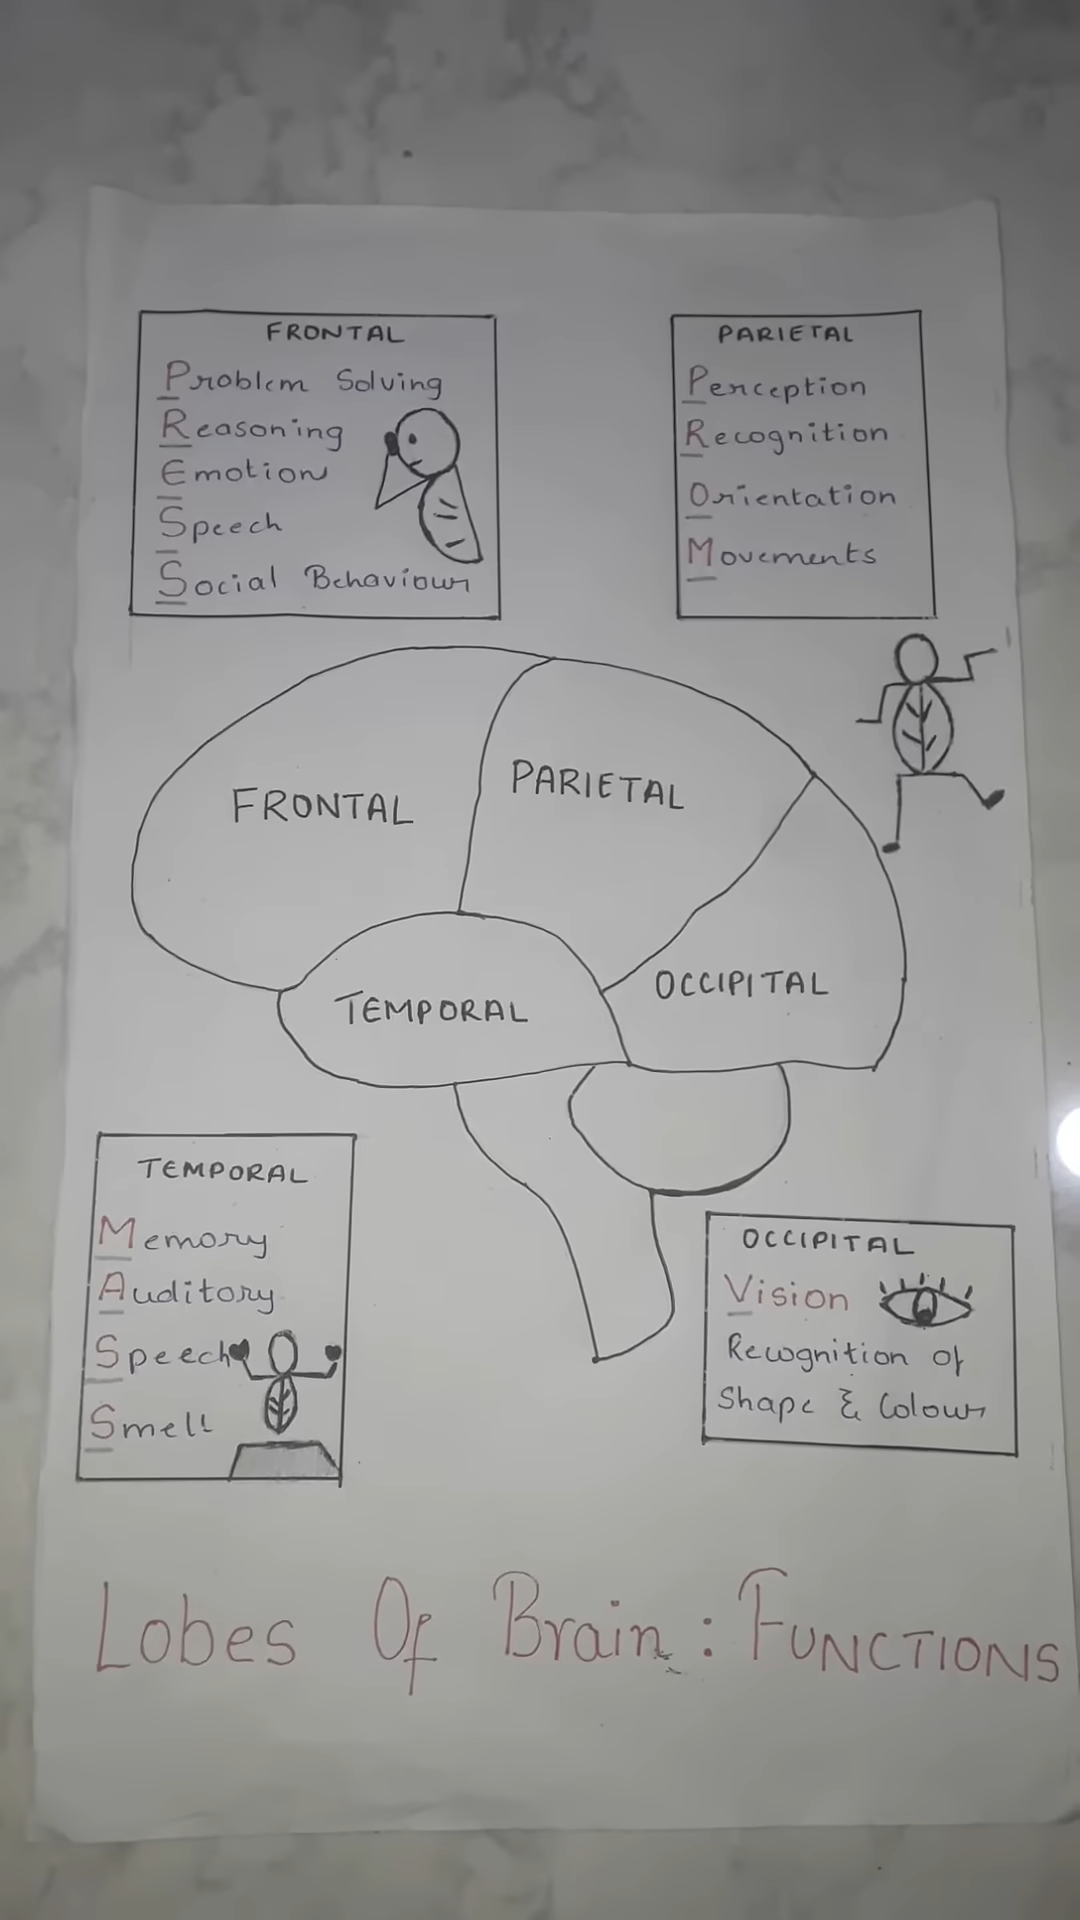 FRONTAL
Problem Solving
Reasoning
Emotion
Speech
Social Behaviour
PARIETAL
Perception
Recognition
Orientation
Movements
FRONTAL
PARIETAL
TEMPORAL
OCCIPITAL
TEMPORAL
Memory
Auditory
Speech
Smell
OCCIPITAL
Vision
Recognition of
Shape & Colour
Lobes Of Brain: FUNCTIONS